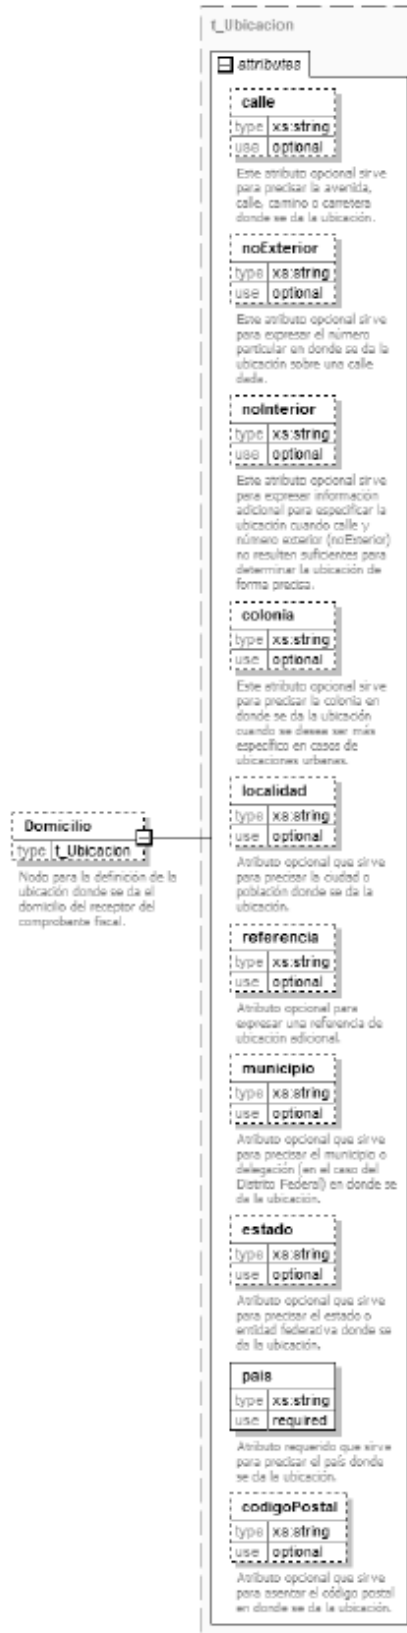 t_Ubicacion
attributes
calle
type xs:string
use optional
Este atributo opcional sirve
para precisar la avenida,
calle, camino o carretera
donde se da la ubicación.
noExterior
type xs:string
use optional
Este atributo opcional sirve
para expresar el número
particular en donde se da la
ubicación sobre una calle
dada.
noInterior
type xs:string
use optional
Este atributo opcional sirve
para expresar información
adicional para especificar la
ubicación cuando calle y
número exterior (noExterior)
no resulten suficientes para
determinar la ubicación de
forma precisa.
colonia
type xs:string
use optional
Este atributo opcional sirve
para precisar la colonia en
donde se da la ubicación
cuando se desea ser más
específico en casos de
ubicaciones urbanas.
localidad
type xs:string
use optional
Atributo opcional que sirve
para precisar la ciudad o
población donde se da la
ubicación.
Domicilio
type t_Ubicacion
Nodo para la definición de la
ubicación donde se da el
domicilio del receptor del
comprobante fiscal.
referencia
type xs:string
use optional
Atributo opcional para
expresar una referencia de
ubicación adicional.
municipio
type xs:string
use optional
Atributo opcional que sirve
para precisar el municipio o
delegación (en el caso del
Distrito Federal) en donde se
da la ubicación.
estado
type xs:string
use optional
Atributo opcional que sirve
para precisar el estado o
entidad federativa donde se
da la ubicación.
pais
type xs:string
use required
Atributo requerido que sirve
para precisar el país donde
se da la ubicación.
codigoPostal
type xs:string
use optional
Atributo opcional que sirve
para asentar el código postal
en donde se da la ubicación.